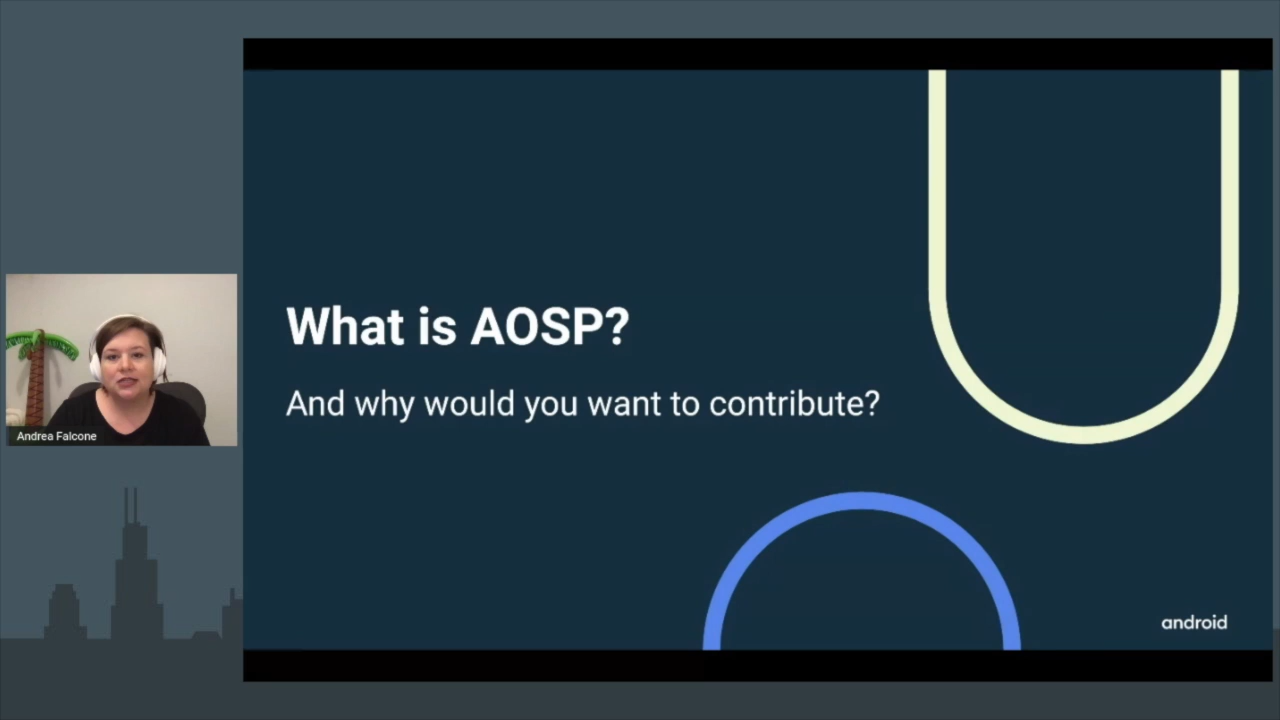 What is AOSP?
And why would you want to contribute?
Andrea Falcone
android